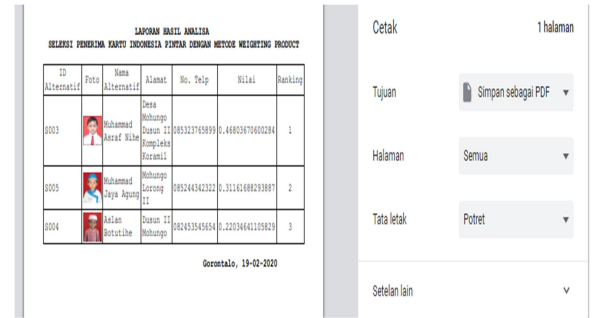 LAPORAN HASIL ANALISA
SELEKSI PENERIMA KARTU INDONESIA PINTAR DENGAN METODE WEIGHTING PRODUCT
ID Alternatif Foto Nama Alternatif Alamat No. Telp Nilai Ranking
S003 Muhammad Asraf Nihe Desa Mohungo Dusun II Kompleks Koramil 085323765899 0.46803670600284 1
S005 Muhammad Jaya Agung Mohungo Lorong II 085244342322 0.31161688293887 2
S004 Aslan Botutihe Dusun II Mohungo 082453545654 0.22034641105829 3
Gorontalo, 19-02-2020
Cetak 1 halaman
Tujuan Simpan sebagai PDF
Halaman Semua
Tata letak Potret
Setelan lain